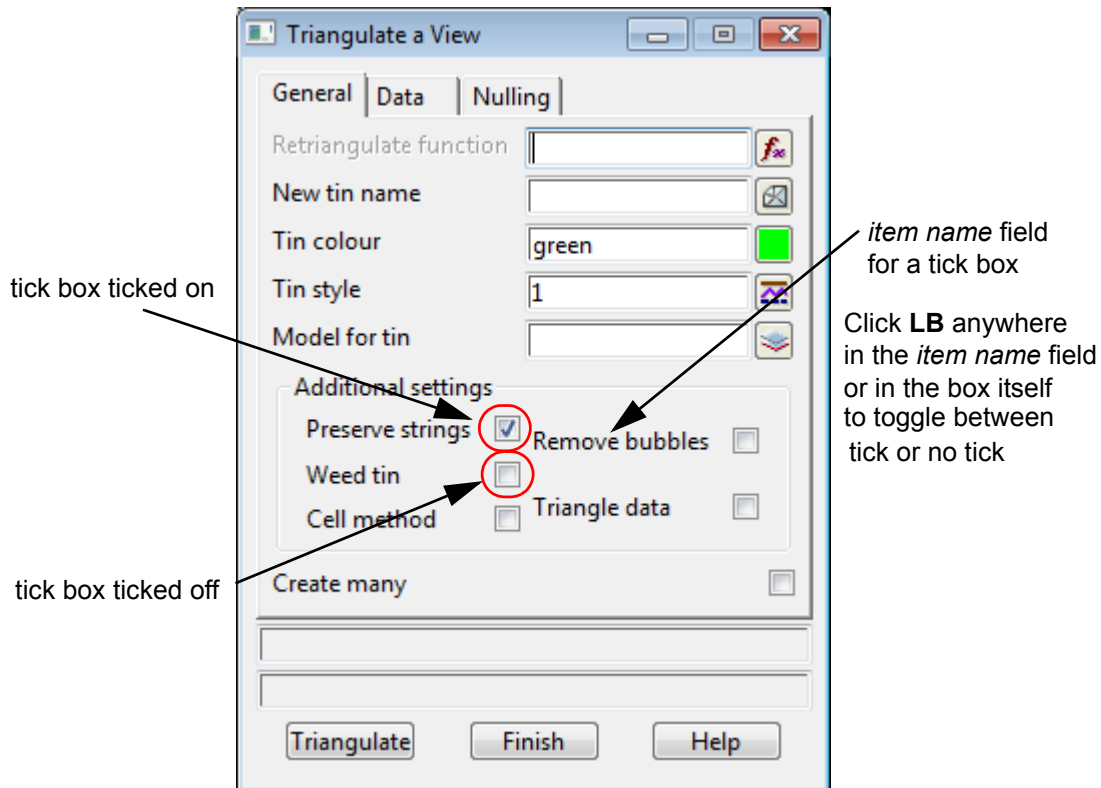 Triangulate a View
General Data Nulling
Retriangulate function
New tin name
Tin colour green
Tin style 1
Model for tin
Additional settings
Preserve strings Remove bubbles
Weed tin
Cell method Triangle data
Create many
Triangulate Finish Help
tick box ticked on
tick box ticked off
item name field
for a tick box
Click LB anywhere
in the item name field
or in the box itself
to toggle between
tick or no tick